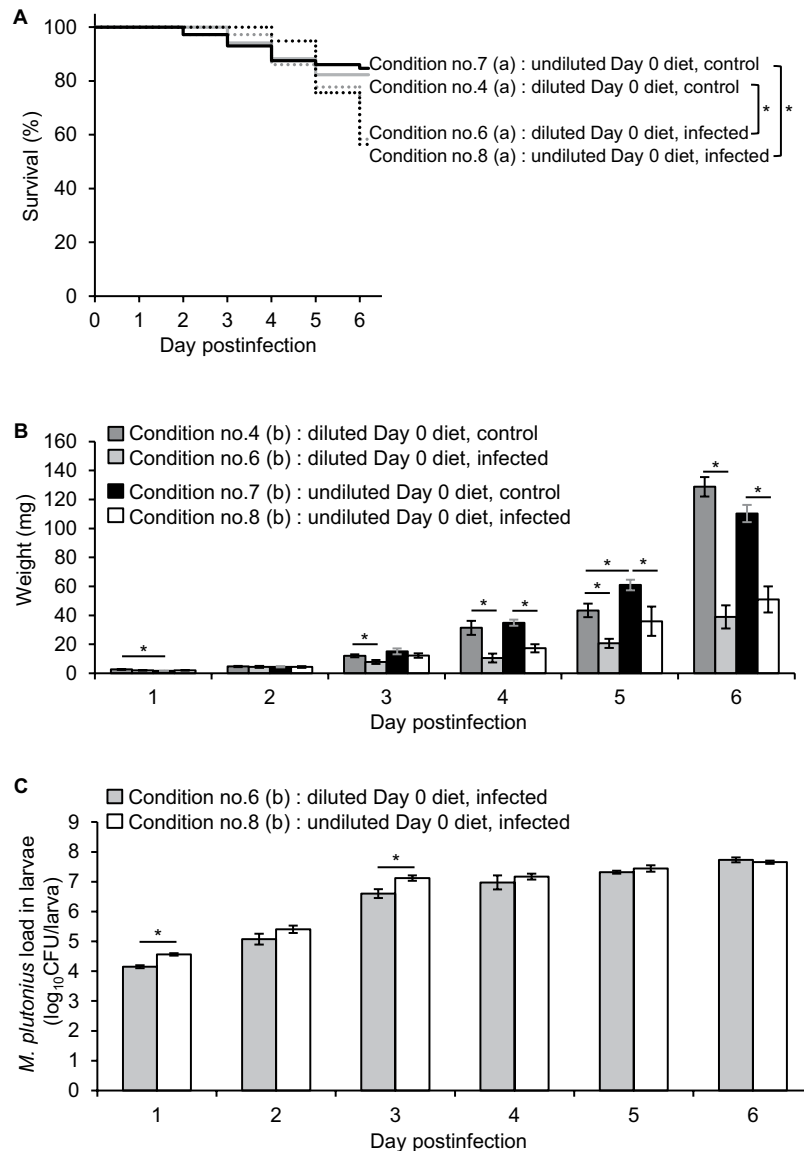 A
100
80
60
40
20
0
Survival (%)
0 1 2 3 4 5 6
Day postinfection
Condition no.7 (a) : undiluted Day 0 diet, control
Condition no.4 (a) : diluted Day 0 diet, control
Condition no.6 (a) : diluted Day 0 diet, infected
Condition no.8 (a) : undiluted Day 0 diet, infected
* *
B
Condition no.4 (b) : diluted Day 0 diet, control
Condition no.6 (b) : diluted Day 0 diet, infected
Condition no.7 (b) : undiluted Day 0 diet, control
Condition no.8 (b) : undiluted Day 0 diet, infected
160
140
120
100
80
60
40
20
0
Weight (mg)
* * * * * * * * *
1 2 3 4 5 6
Day postinfection
C
Condition no.6 (b) : diluted Day 0 diet, infected
Condition no.8 (b) : undiluted Day 0 diet, infected
9
8
7
6
5
4
3
2
1
0
M. plutonius load in larvae
(log10CFU/larva)
* *
1 2 3 4 5 6
Day postinfection